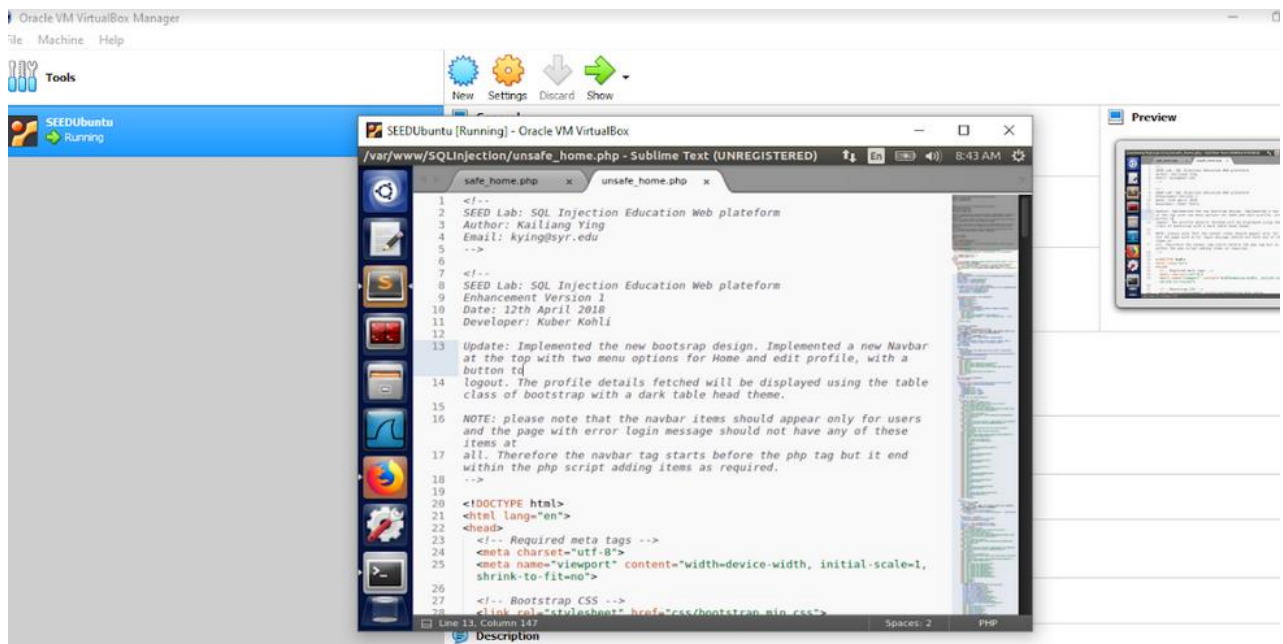 Oracle VM VirtualBox Manager
File Machine Help
Tools
New Settings Discard Show
SEEDUbuntu
Running
Preview
SEEDUbuntu [Running] - Oracle VM VirtualBox
/var/www/SQLInjection/unsafe_home.php - Sublime Text (UNREGISTERED) En 8:43 AM
safe_home.php x unsafe_home.php x
1 <!--
2 SEED Lab: SQL Injection Education Web plateform
3 Author: Kailiang Ying
4 Email: kying@syr.edu
5 -->
6
7 <!--
8 SEED Lab: SQL Injection Education Web plateform
9 Enhancement Version 1
10 Date: 12th April 2018
11 Developer: Kuber Kohli
12
13 Update: Implemented the new bootsrap design. Implemented a new Navbar
at the top with two menu options for Home and edit profile, with a
button to
14 logout. The profile details fetched will be displayed using the table
class of bootstrap with a dark table head theme.
15
16 NOTE: please note that the navbar items should appear only for users
and the page with error login message should not have any of these
items at
17 all. Therefore the navbar tag starts before the php tag but it end
within the php script adding items as required.
18 -->
19
20 <!DOCTYPE html>
21 <html lang="en">
22 <head>
23 <!-- Required meta tags -->
24 <meta charset="utf-8">
25 <meta name="viewport" content="width=device-width, initial-scale=1,
shrink-to-fit=no">
26
27 <!-- Bootstrap CSS -->
28 <link rel="stylesheet" href="css/bootstrap.min.css">
Line 13, Column 147 Spaces: 2 PHP
Description